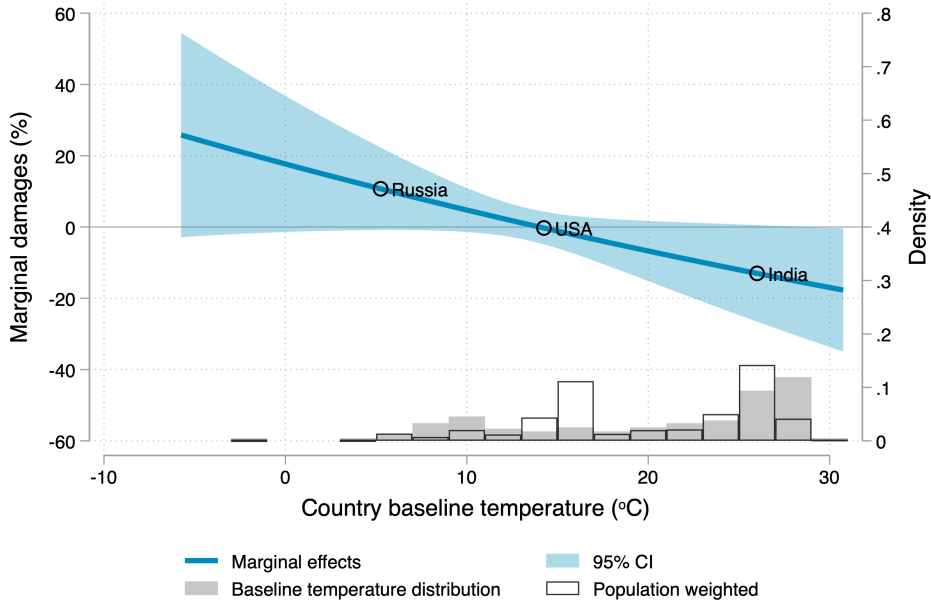 60
40
20
0
-20
-40
-60
Marginal damages (%)
.8
.7
.6
.5
.4
.3
.2
.1
0
Density
Russia
USA
India
-10 0 10 20 30
Country baseline temperature (°C)
Marginal effects
95% CI
Baseline temperature distribution
Population weighted